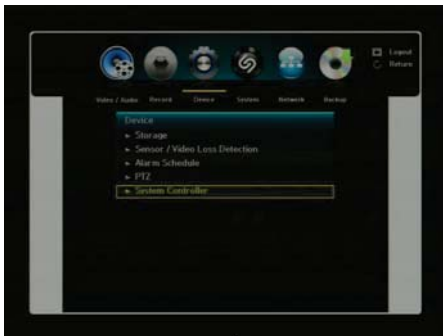 Logout
Return
Video / Audio Record Device System Network Backup
Device
Storage
Sensor / Video Loss Detection
Alarm Schedule
PTZ
System Controller